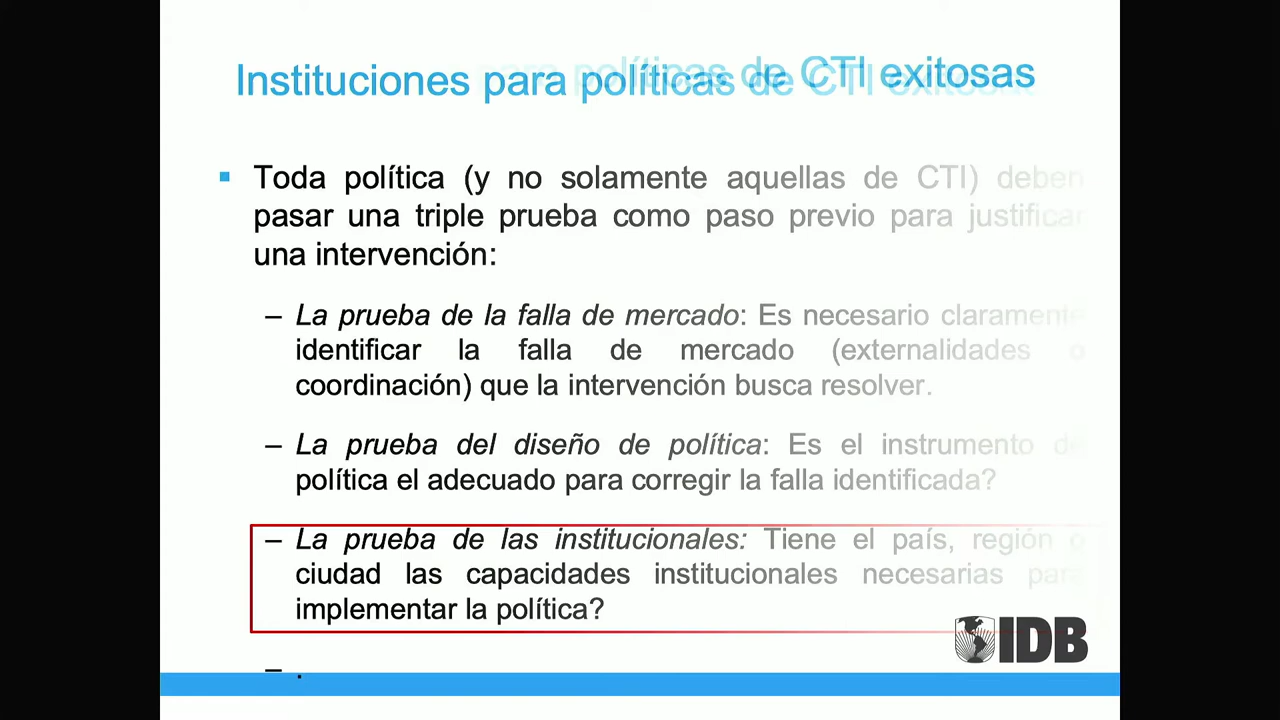 Instituciones para políticas de CTI exitosas
▪ Toda política (y no solamente aquellas de CTI) deben
pasar una triple prueba como paso previo para justificar
una intervención:
– La prueba de la falla de mercado: Es necesario claramente
identificar la falla de mercado (externalidades o
coordinación) que la intervención busca resolver.
– La prueba del diseño de política: Es el instrumento de
política el adecuado para corregir la falla identificada?
– La prueba de las institucionales: Tiene el país, región o
ciudad las capacidades institucionales necesarias para
implementar la política?
– .
IDB